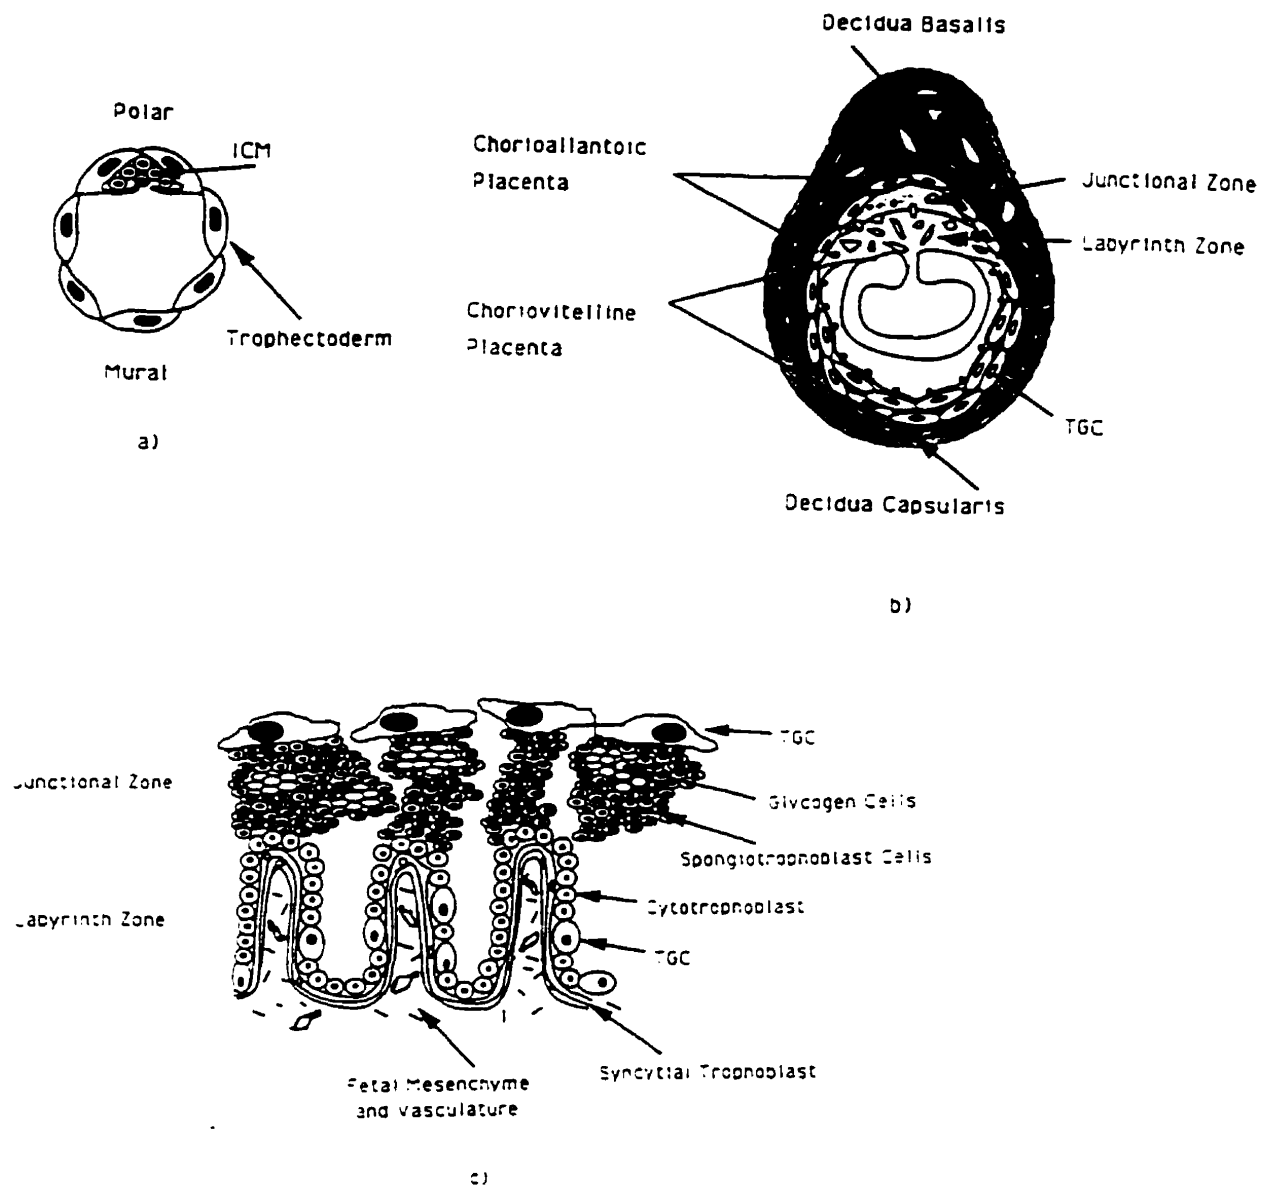 Polar
ICM
Trophectoderm
Mural
a)
Decidua Basalis
Chorioallantoic
Placenta
Junctional Zone
Labyrinth Zone
Choriovitelline
Placenta
TGC
Decidua Capsularis
b)
TGC
Junctional Zone
Glycogen Cells
Spongiotrophoblast Cells
Labyrinth Zone
Cytotrophoblast
TGC
Syncytial Trophoblast
Fetal Mesenchyme
and Vasculature
c)